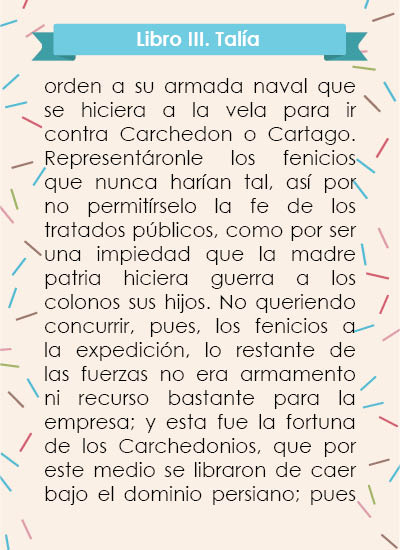 Libro III. Talía
orden a su armada naval que
se hiciera a la vela para ir
contra Carchedon o Cartago.
Representáronle los fenicios
que nunca harían tal, así por
no permitírselo la fe de los
tratados públicos, como por ser
una impiedad que la madre
patria hiciera guerra a los
colonos sus hijos. No queriendo
concurrir, pues, los fenicios a
la expedición, lo restante de
las fuerzas no era armamento
ni recurso bastante para la
empresa; y esta fue la fortuna
de los Carchedonios, que por
este medio se libraron de caer
bajo el dominio persiano; pues